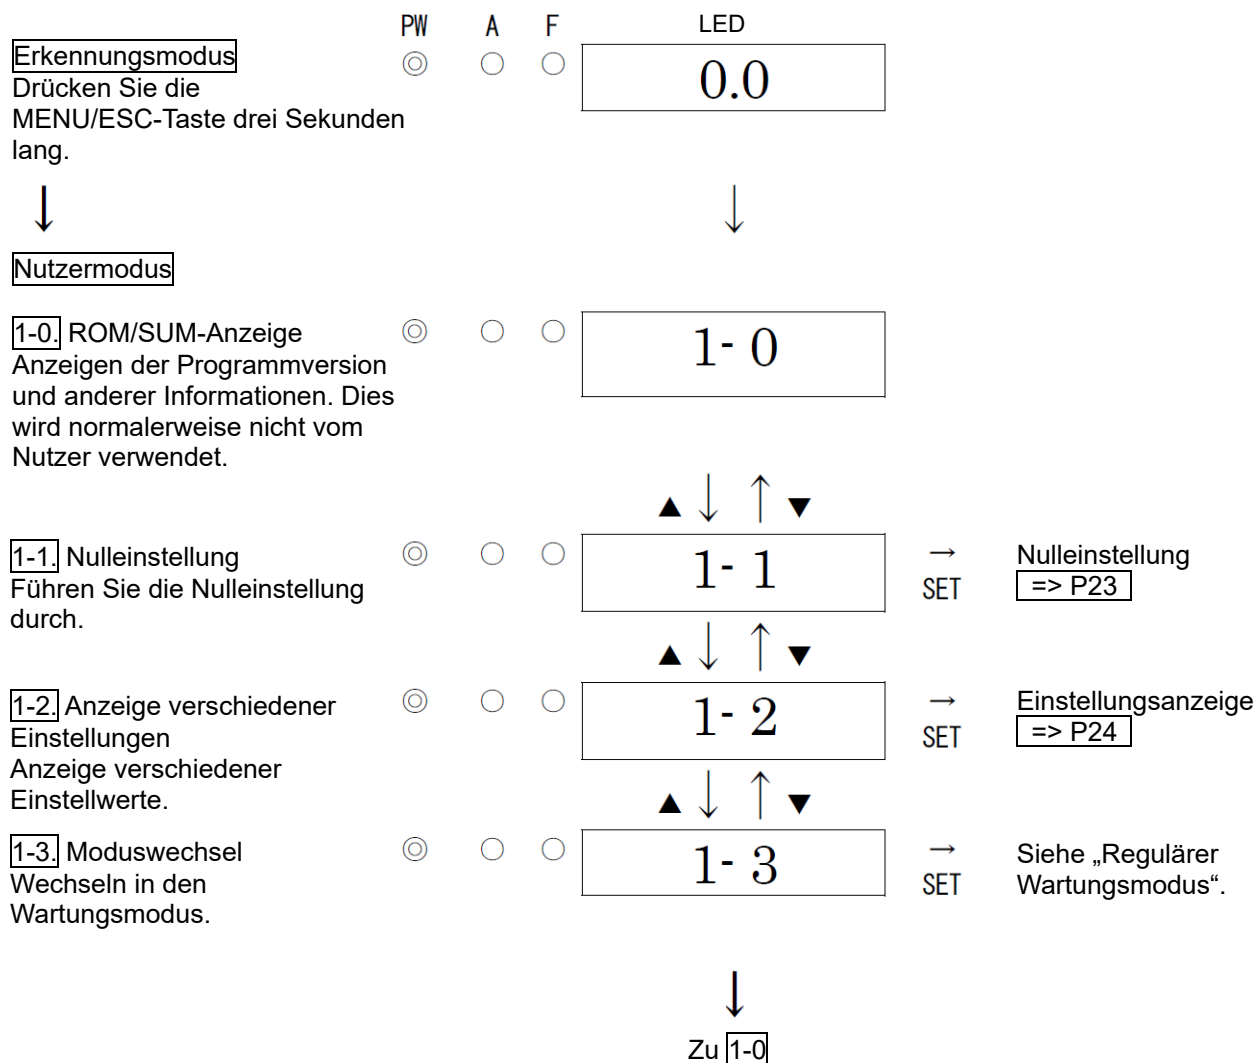 PW A F LED
Erkennungsmodus ◎ ○ ○ 0.0
Drücken Sie die
MENU/ESC-Taste drei Sekunden
lang.
↓ ↓
Nutzermodus
1-0. ROM/SUM-Anzeige ◎ ○ ○ 1- 0
Anzeigen der Programmversion
und anderer Informationen. Dies
wird normalerweise nicht vom
Nutzer verwendet.
▲ ↓ ↑ ▼
1-1. Nulleinstellung ◎ ○ ○ 1- 1 → Nulleinstellung
Führen Sie die Nulleinstellung SET => P23
durch.
▲ ↓ ↑ ▼
1-2. Anzeige verschiedener ◎ ○ ○ 1- 2 → Einstellungsanzeige
Einstellungen SET => P24
Anzeige verschiedener
Einstellwerte.
▲ ↓ ↑ ▼
1-3. Moduswechsel ◎ ○ ○ 1- 3 → Siehe „Regulärer
Wechseln in den SET Wartungsmodus“.
Wartungsmodus.
↓
Zu 1-0